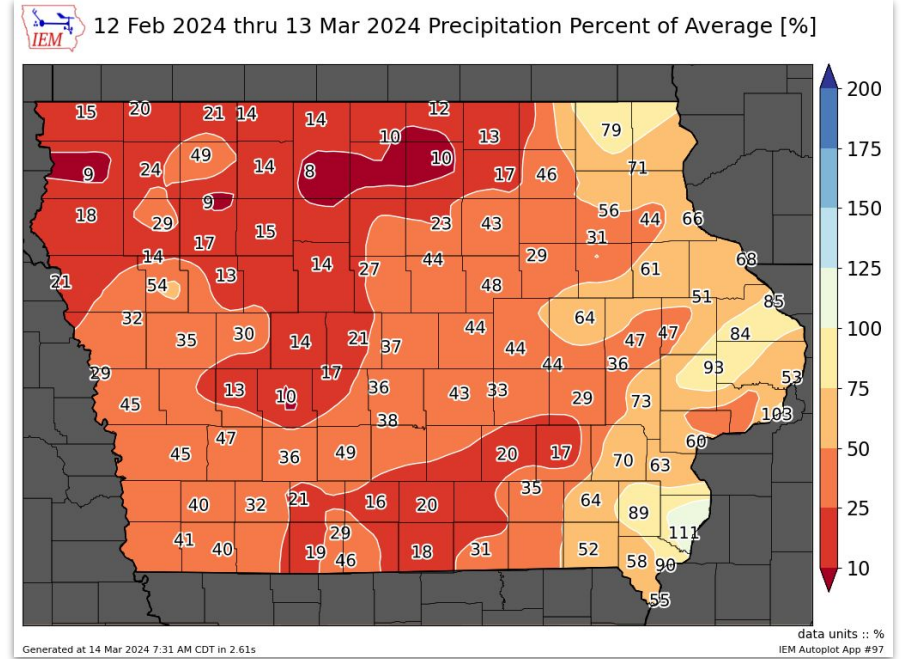 IEM
12 Feb 2024 thru 13 Mar 2024 Precipitation Percent of Average [%]
15 20 21 14 14 12
10 13 79
49 10
9 24 14 8 17 46 71
9
18 29 23 43 56 44 66
17 15 31
14 14 27 44 29 68
21 54 13 48 61
51 85
32 64
35 30 14 21 37 44 44 47 47 84
44 36 93
29 17 53
45 13 10 36 43 33 29 73
38 103
47 60
45 36 49 20 17 70 63
35
40 32 21 16 20 64 89
29 111
41 40 19 46 18 31 52 58 90
55
200
175
150
125
100
75
50
25
10
data units :: %
Generated at 14 Mar 2024 7:31 AM CDT in 2.61s
IEM Autoplot App #97